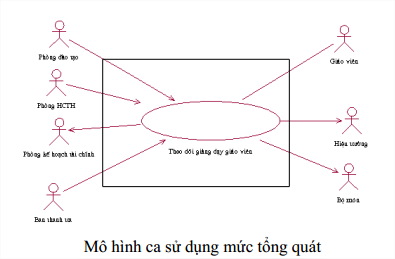 Phòng đào tạo
Giáo viên
Phòng HCTH
Hiệu trưởng
Phòng kế hoạch tài chính
Theo dõi giảng dạy giáo viên
Bộ môn
Ban thanh tra
Mô hình ca sử dụng mức tổng quát